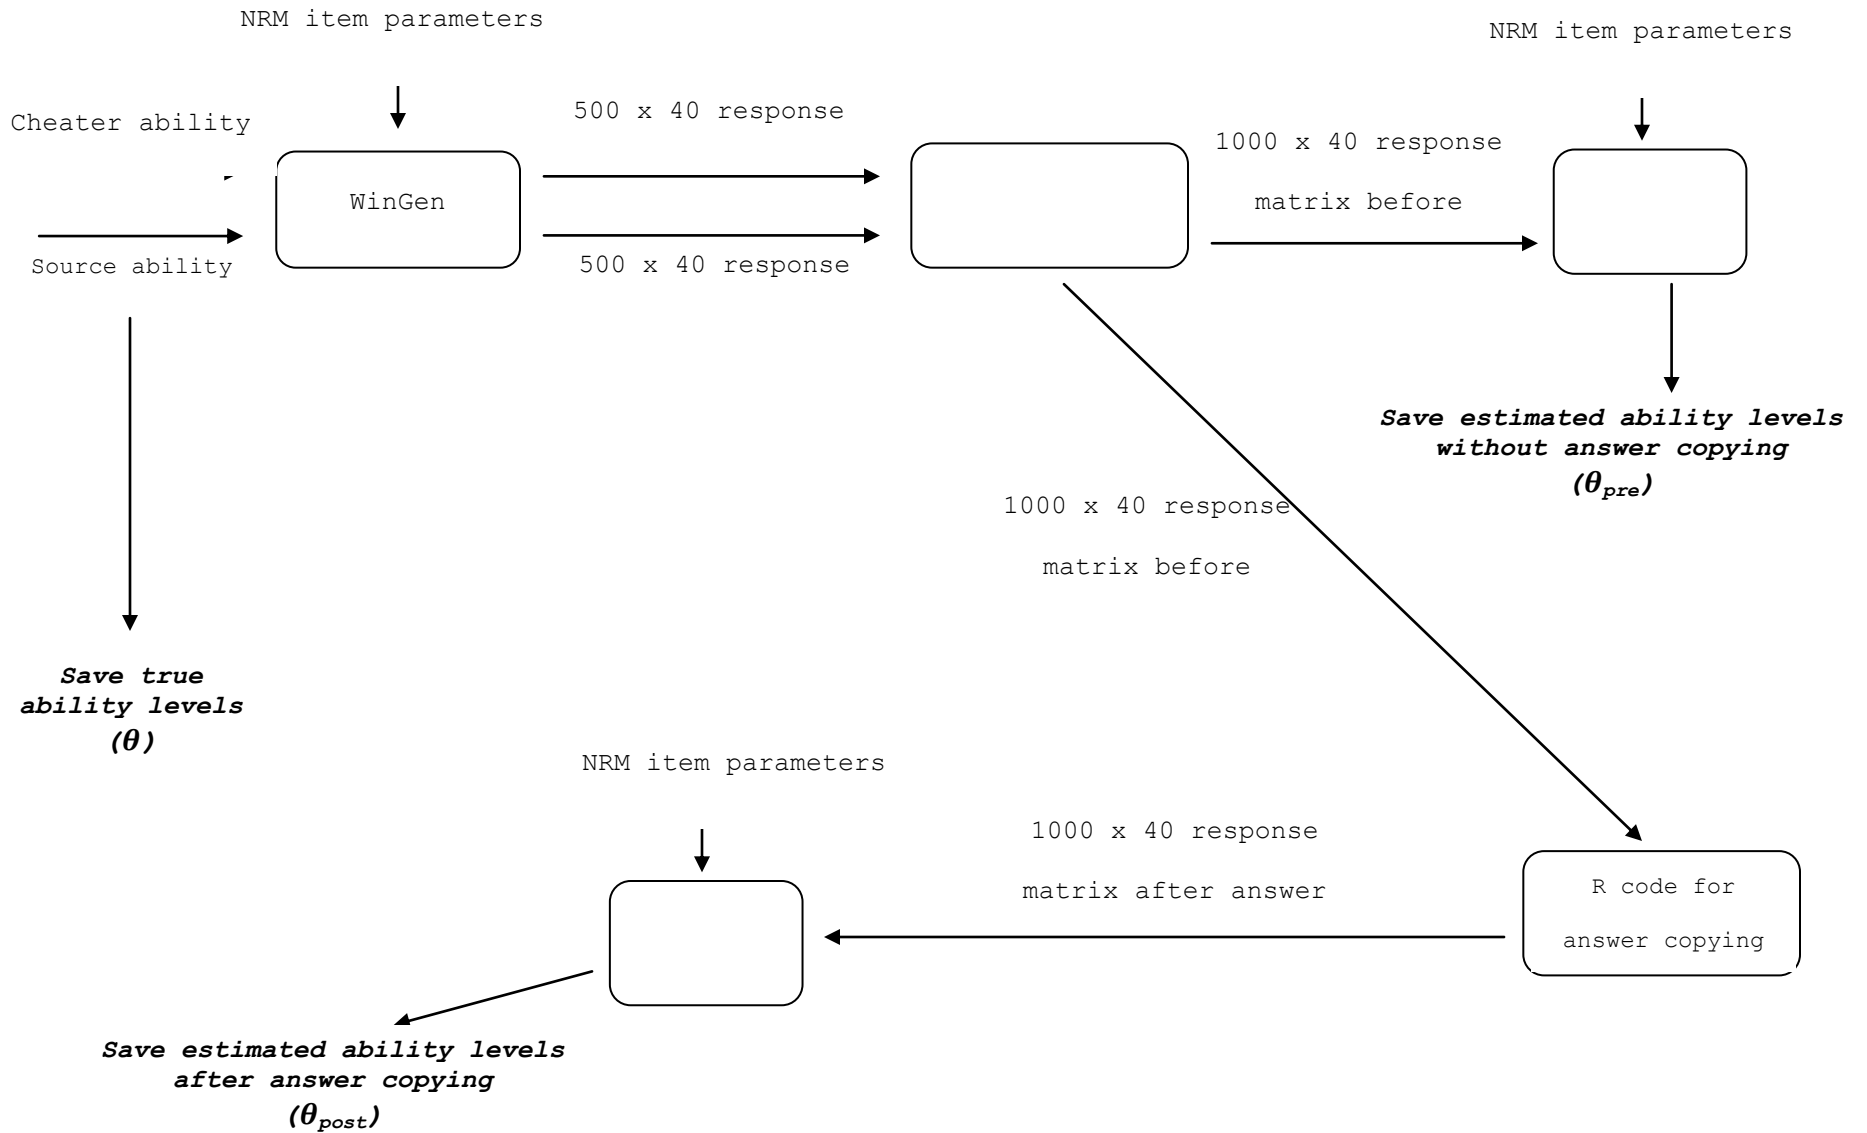 NRM item parameters
NRM item parameters
Cheater ability
500 x 40 response
1000 x 40 response
matrix before
WinGen
Source ability
500 x 40 response
Save estimated ability levels
without answer copying
(θpre)
1000 x 40 response
matrix before
Save true
ability levels
(θ)
NRM item parameters
1000 x 40 response
matrix after answer
R code for
answer copying
Save estimated ability levels
after answer copying
(θpost)